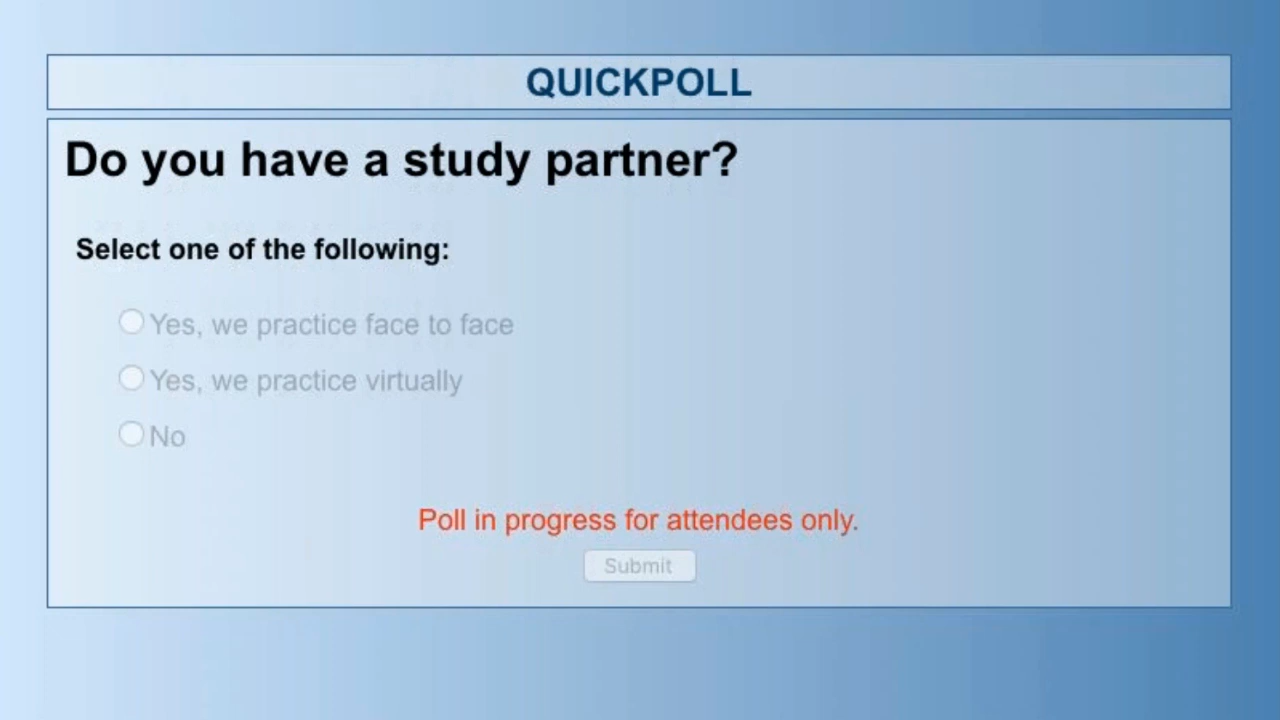 QUICKPOLL
Do you have a study partner?
Select one of the following:
Yes, we practice face to face
Yes, we practice virtually
No
Poll in progress for attendees only.
Submit